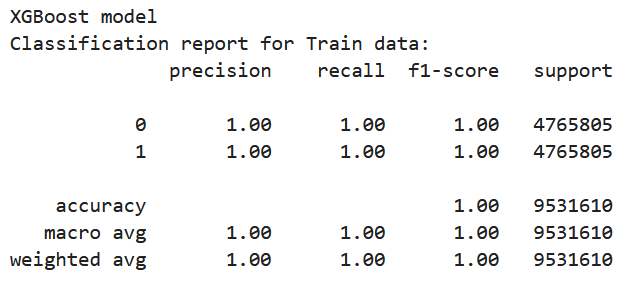 XGBoost model
Classification report for Train data:
precision recall f1-score support
0 1.00 1.00 1.00 4765805
1 1.00 1.00 1.00 4765805
accuracy 1.00 9531610
macro avg 1.00 1.00 1.00 9531610
weighted avg 1.00 1.00 1.00 9531610